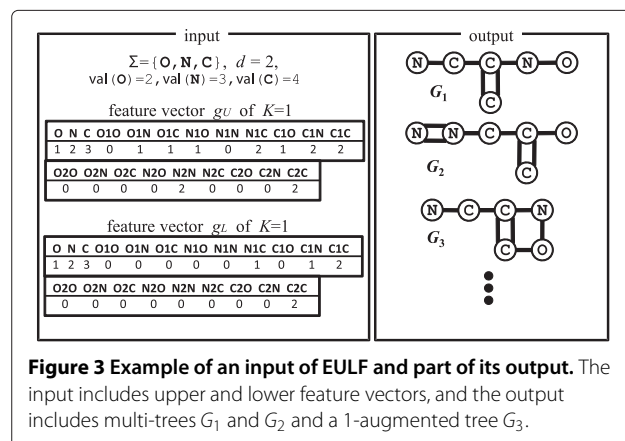 input
Σ={O,N,C}, d = 2,
val(O)=2, val(N)=3, val(C)=4
feature vector gU of K=1
O N C O1O O1N O1C N1O N1N N1C C1O C1N C1C
1 2 3 0 1 1 1 0 2 1 2 2
O2O O2N O2C N2O N2N N2C C2O C2N C2C
0 0 0 0 2 0 0 0 2
feature vector gL of K=1
O N C O1O O1N O1C N1O N1N N1C C1O C1N C1C
1 2 3 0 0 0 0 0 1 0 1 2
O2O O2N O2C N2O N2N N2C C2O C2N C2C
0 0 0 0 0 0 0 0 2
output
N C C N O
G1
C
N N C C O
G2
C
N C C N
G3
C O
Figure 3 Example of an input of EULF and part of its output. The
input includes upper and lower feature vectors, and the output
includes multi-trees G1 and G2 and a 1-augmented tree G3.